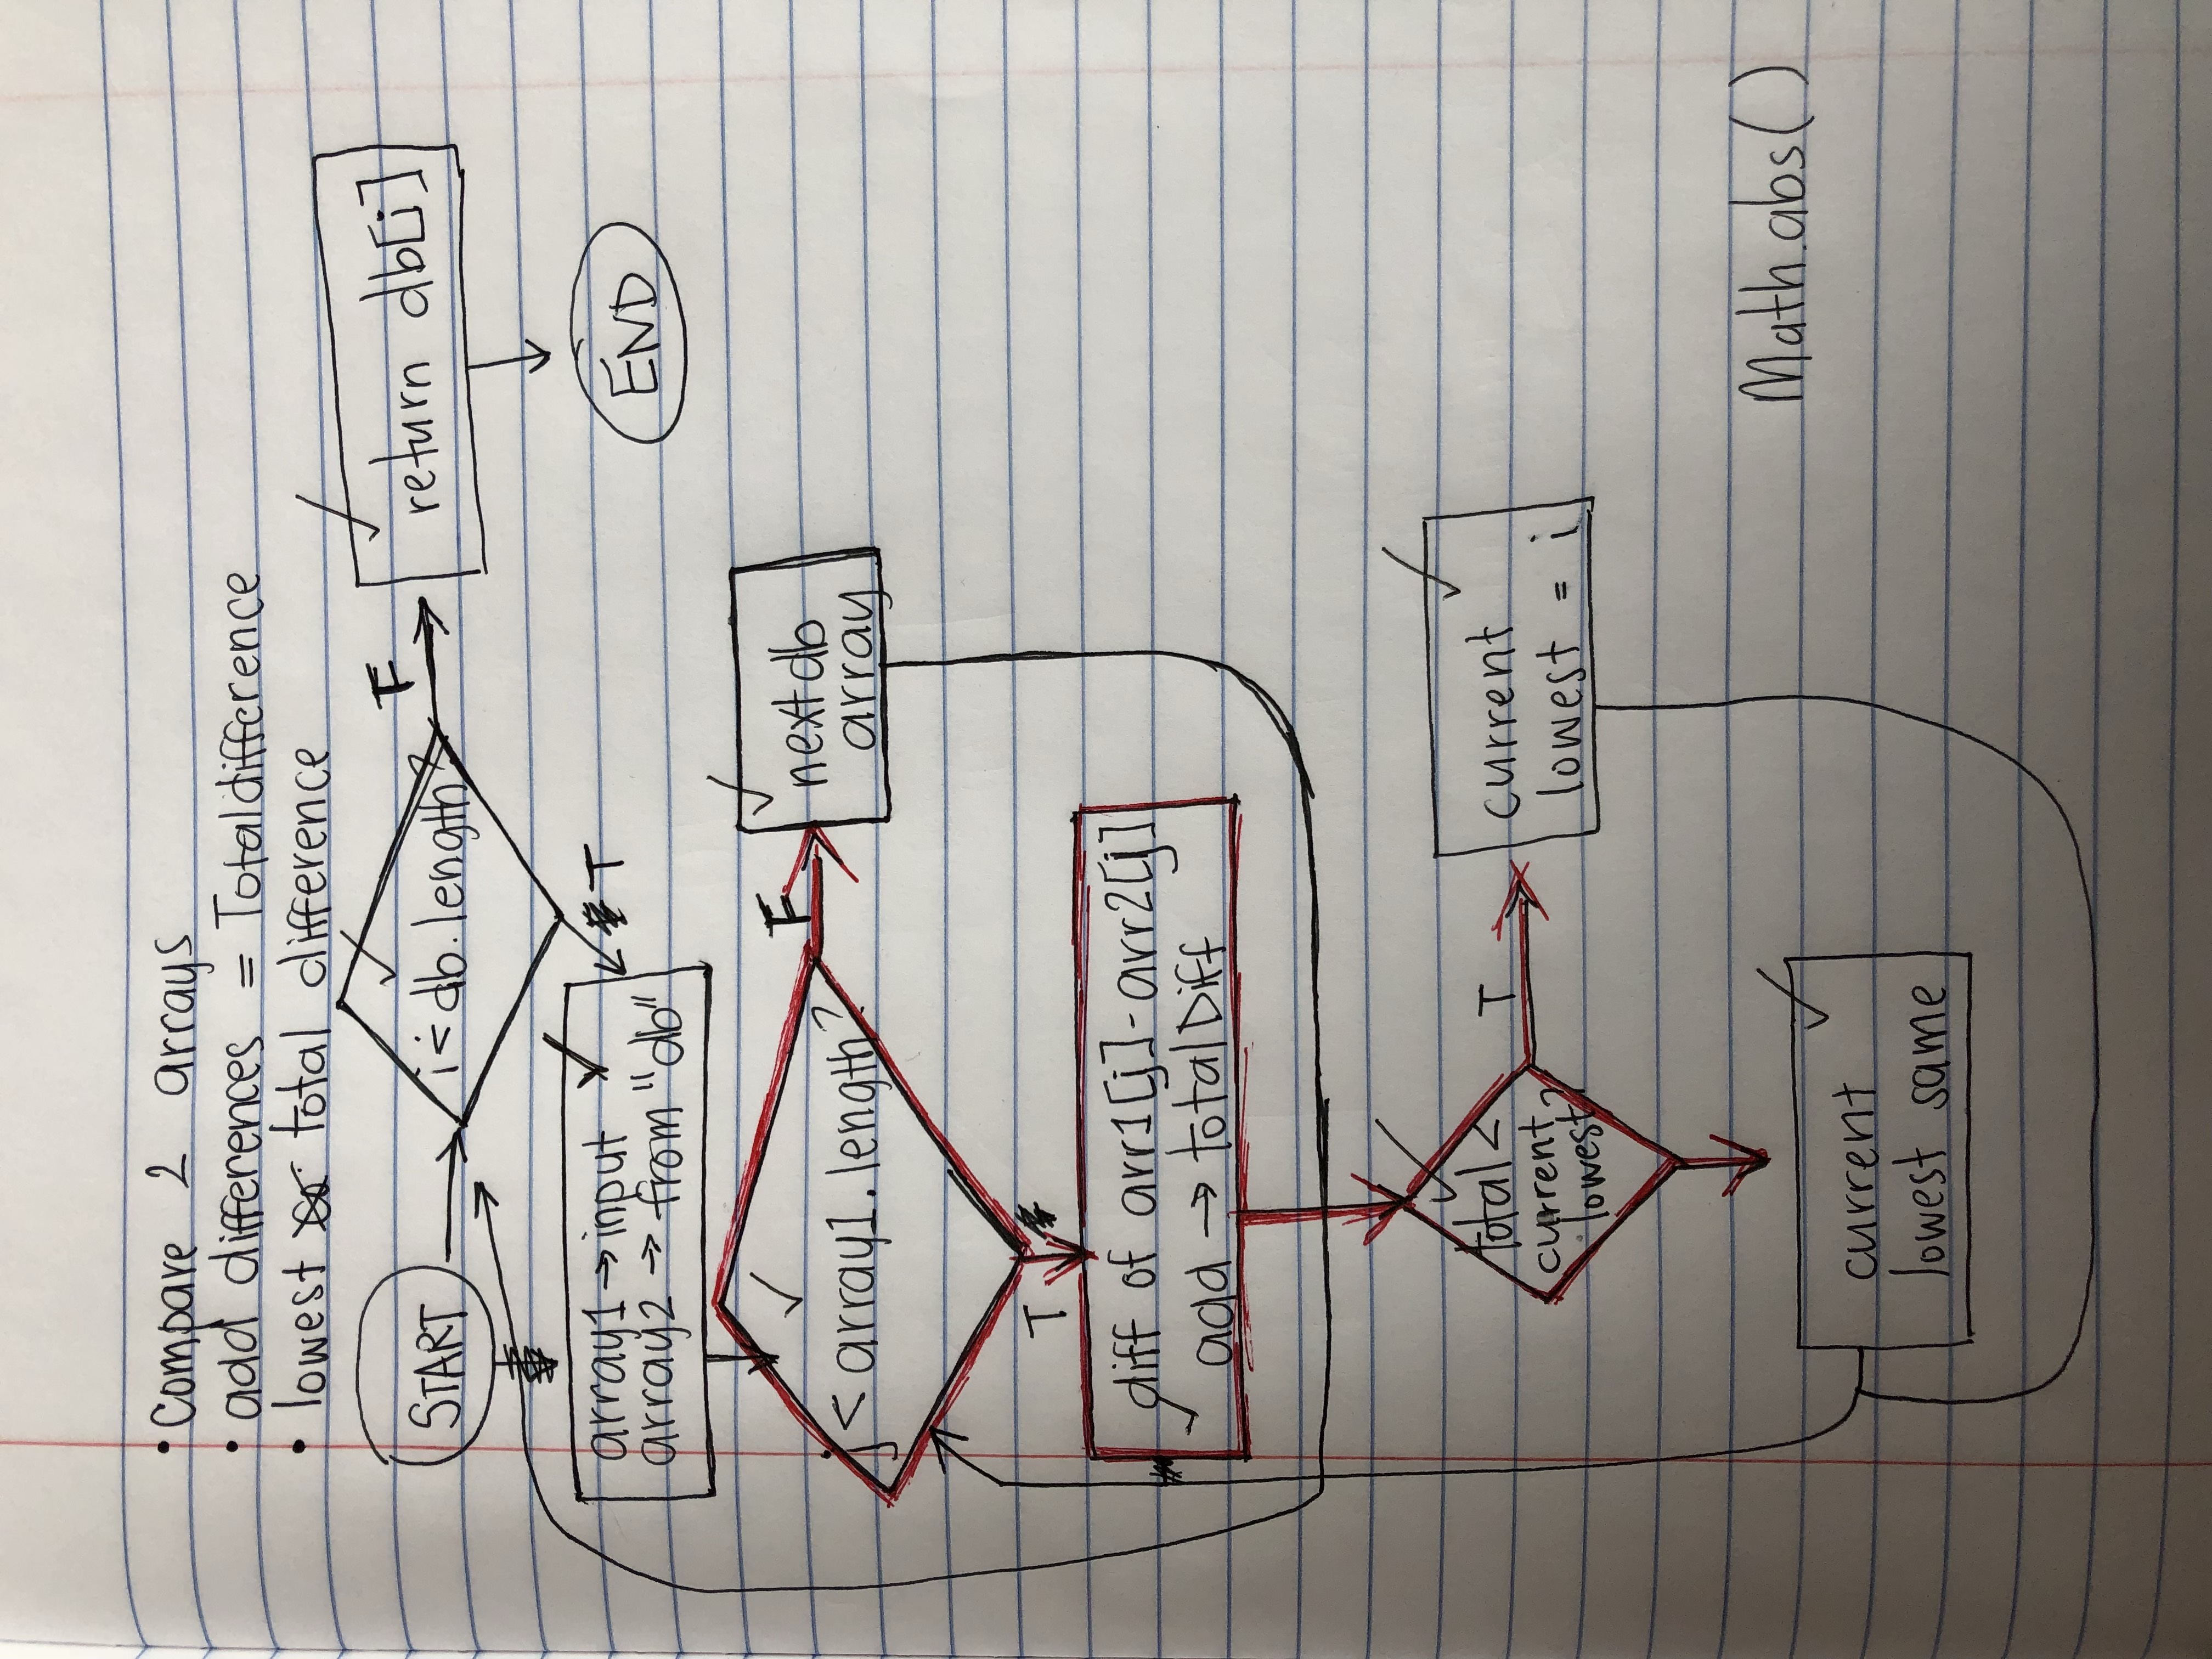 • Compare 2 arrays
• add differences = Totaldifference
• lowest total difference
START
i < db.length?
F
return db[j]
END
T
array1 → input
array2 → from "db"
j < array1.length?
F
next db
array
T
diff of arr1[j]-arr2[j]
add → totalDiff
total <
current
lowest?
T
current
lowest = i
Math.abs()
current
lowest same